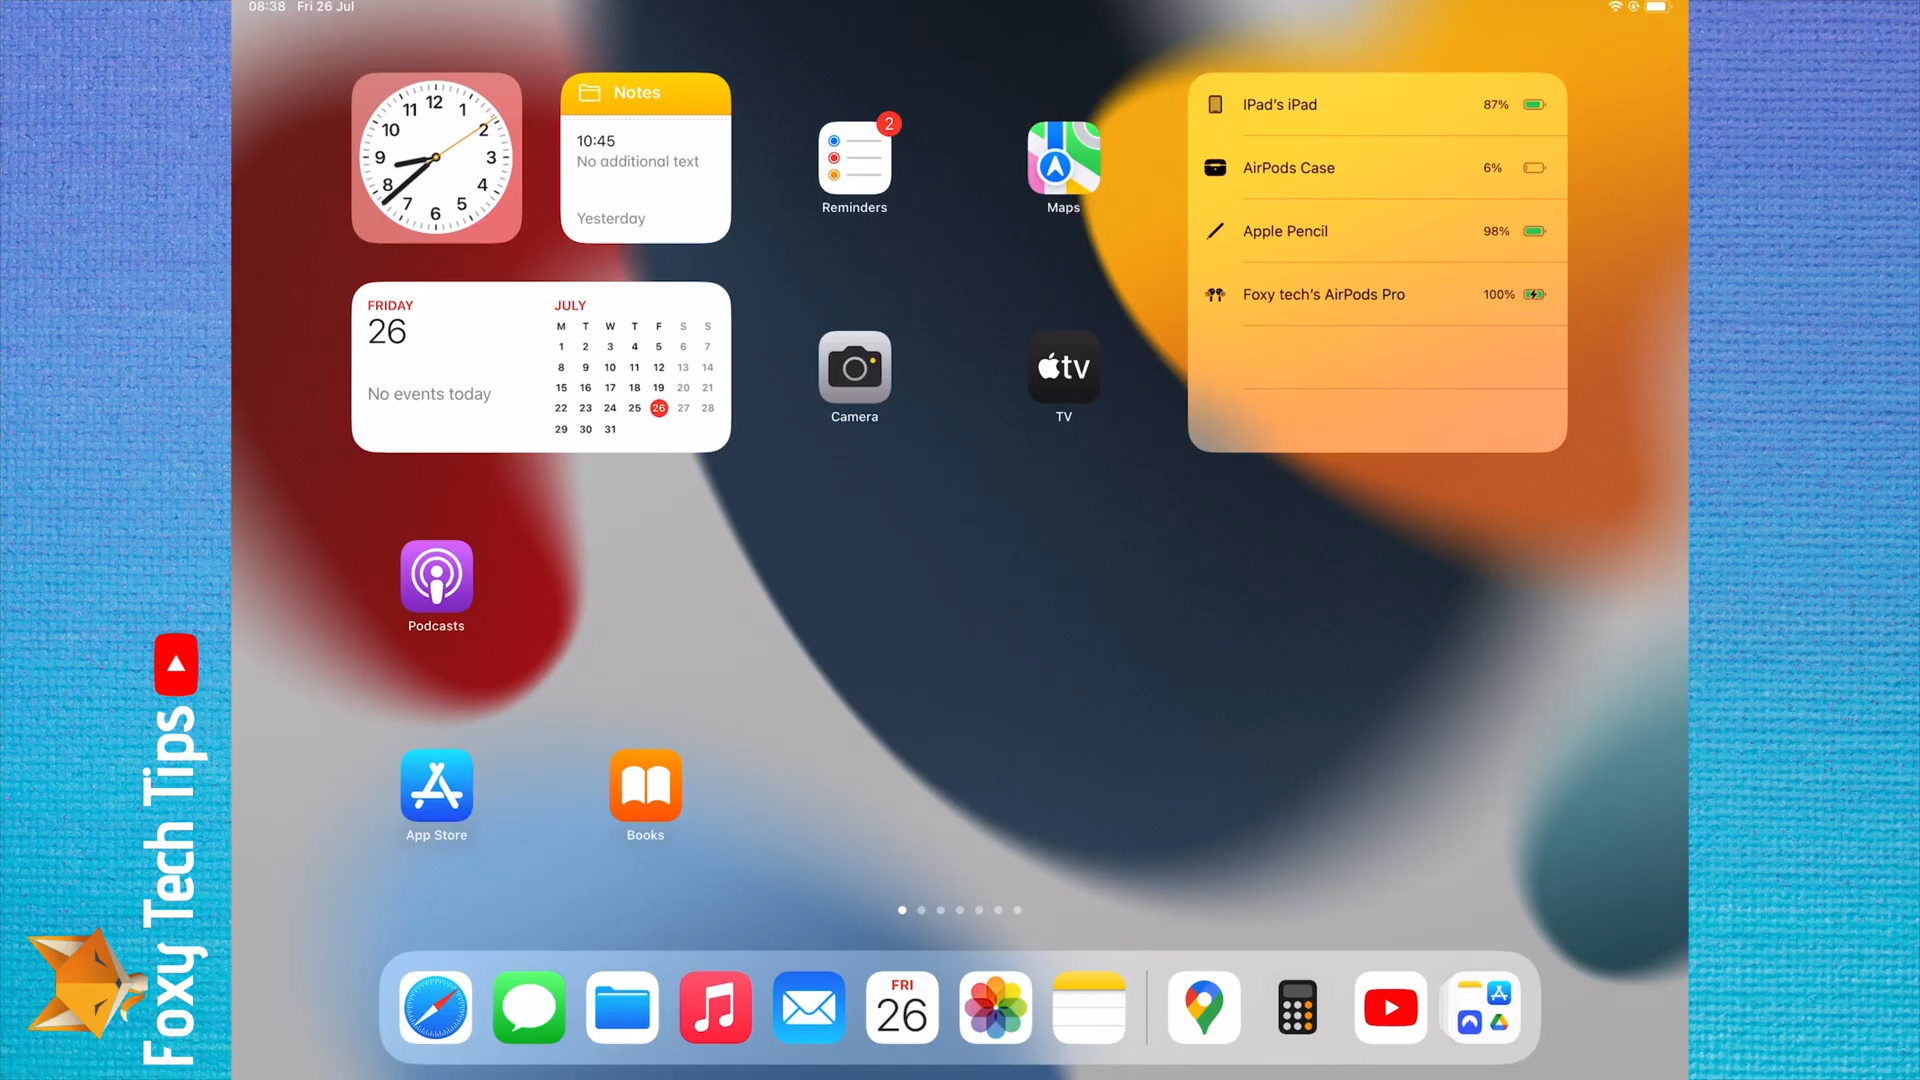 08:38 Fri 26 Jul
12
1
2
3
4
5
6
7
8
9
10
11
Notes
10:45
No additional text
Yesterday
2
Reminders
Maps
IPad's iPad 87%
AirPods Case 6%
Apple Pencil 98%
Foxy tech's AirPods Pro 100%
FRIDAY
26
No events today
JULY
M T W T F S S
1 2 3 4 5 6 7
8 9 10 11 12 13 14
15 16 17 18 19 20 21
22 23 24 25 26 27 28
29 30 31
Camera
tv
TV
Podcasts
App Store
Books
FRI
26
Foxy Tech Tips